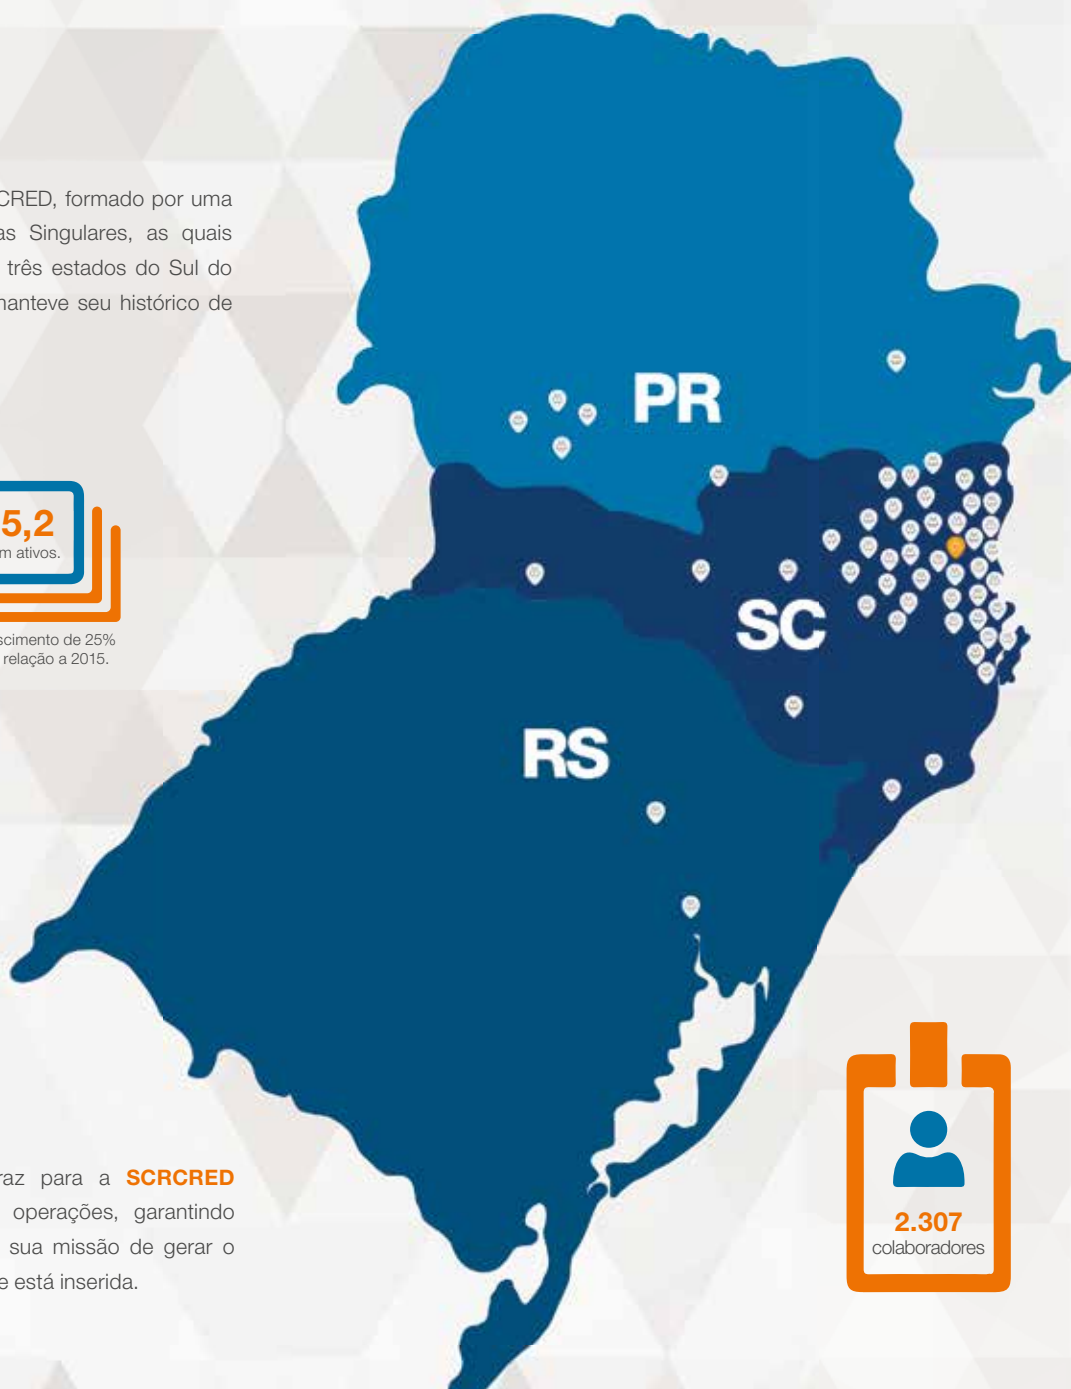 CRED, formado por uma
as Singulares, as quais
três estados do Sul do
manteve seu histórico de
5,2
m ativos.
scimento de 25%
relação a 2015.
PR
SC
RS
raz para a SCRCRED
operações, garantindo
sua missão de gerar o
e está inserida.
2.307
colaboradores